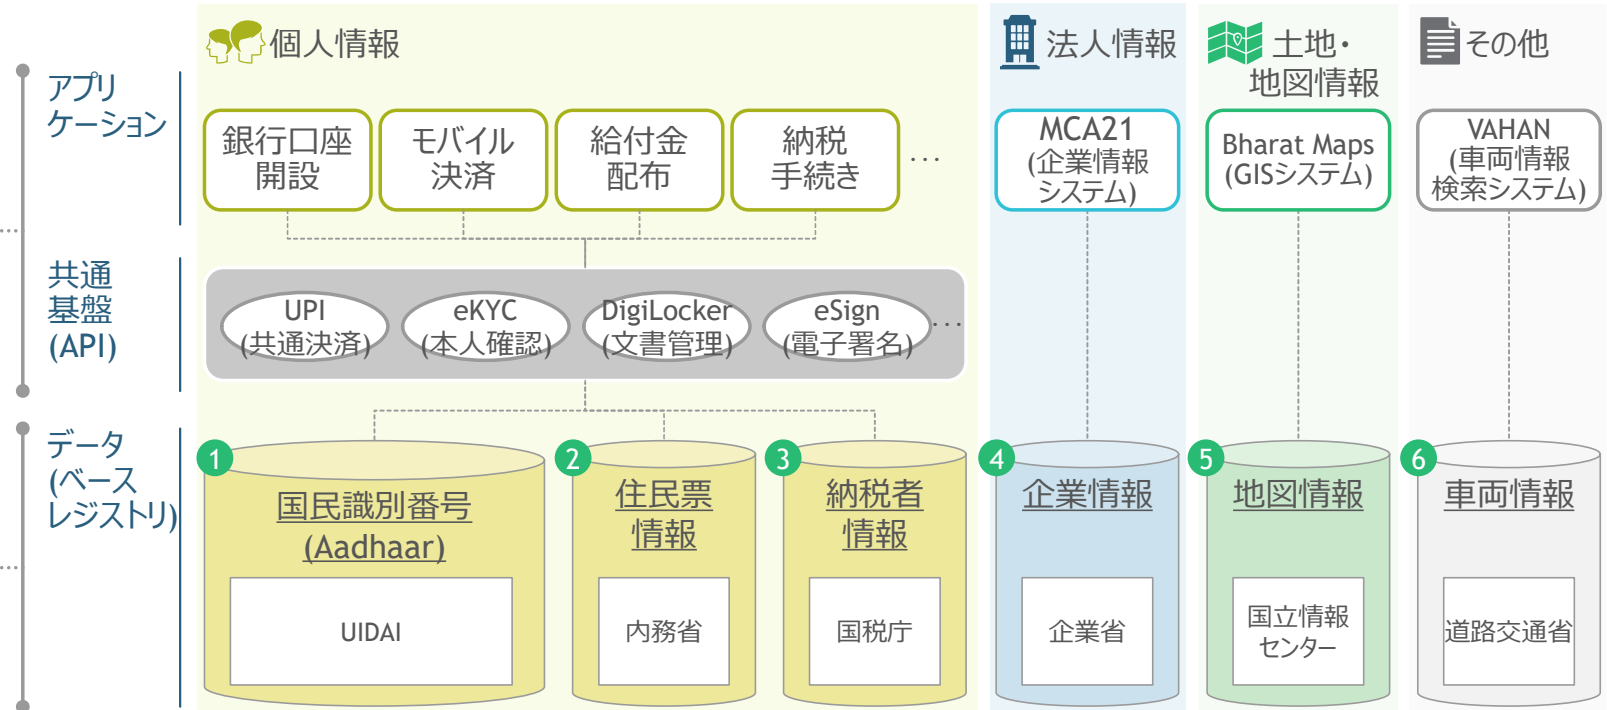 個人情報
法人情報
土地・
地図情報
その他
アプリ
ケーション
銀行口座
開設
モバイル
決済
給付金
配布
納税
手続き
…
MCA21
(企業情報
システム)
Bharat Maps
(GISシステム)
VAHAN
(車両情報
検索システム)
共通
基盤
(API)
UPI
(共通決済)
eKYC
(本人確認)
DigiLocker
(文書管理)
eSign
(電子署名)
…
データ
(ベース
レジストリ)
1
国民識別番号
(Aadhaar)
UIDAI
2
住民票
情報
内務省
3
納税者
情報
国税庁
4
企業情報
企業省
5
地図情報
国立情報
センター
6
車両情報
道路交通省